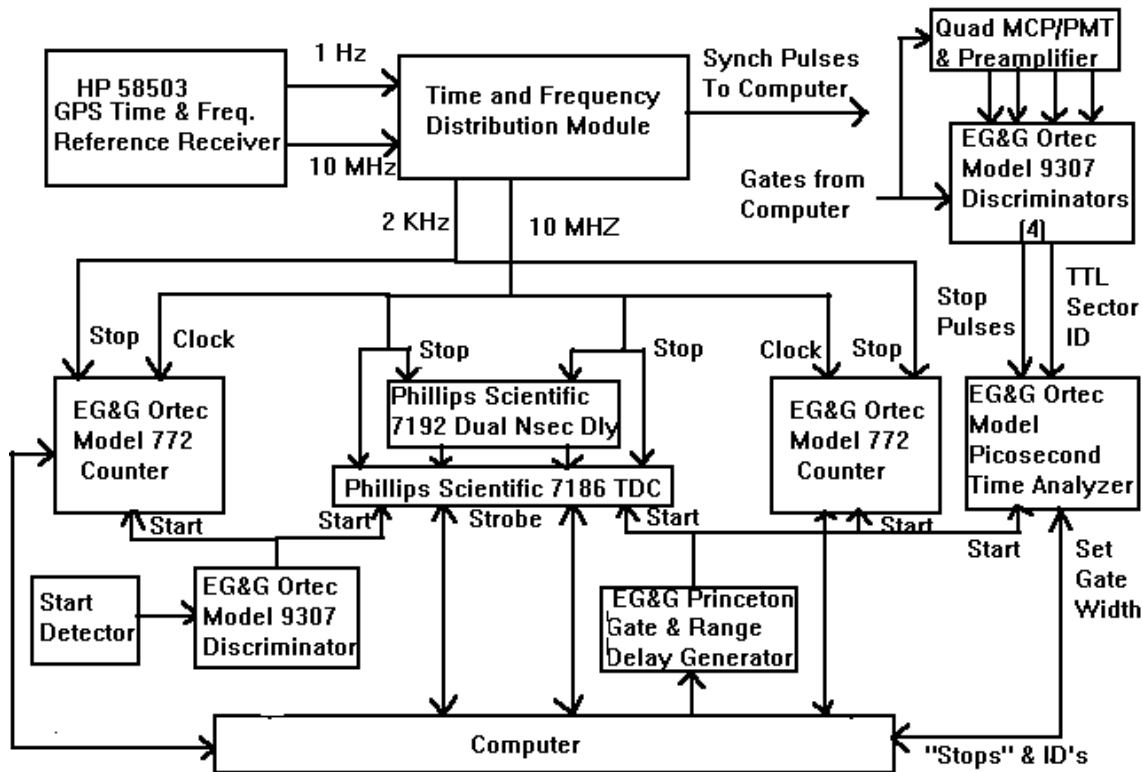 HP 58503
GPS Time & Freq.
Reference Receiver
1 Hz
10 MHz
Time and Frequency
Distribution Module
Synch Pulses
To Computer
Quad MCP/PMT
& Preamplifier
EG&G Ortec
Model 9307
Discriminators
(4)
Gates from
Computer
2 KHz
10 MHZ
Stop
Pulses
TTL
Sector
ID
Stop
Clock
Stop
Stop
Clock
Stop
EG&G Ortec
Model 772
Counter
Phillips Scientific
7192 Dual Nsec Dly
Phillips Scientific 7186 TDC
EG&G Ortec
Model 772
Counter
EG&G Ortec
Model
Picosecond
Time Analyzer
Start
Start
Strobe
Start
Start
Start
Set
Gate
Width
Start
Detector
EG&G Ortec
Model 9307
Discriminator
EG&G Princeton
Gate & Range
Delay Generator
Computer
"Stops" & ID's